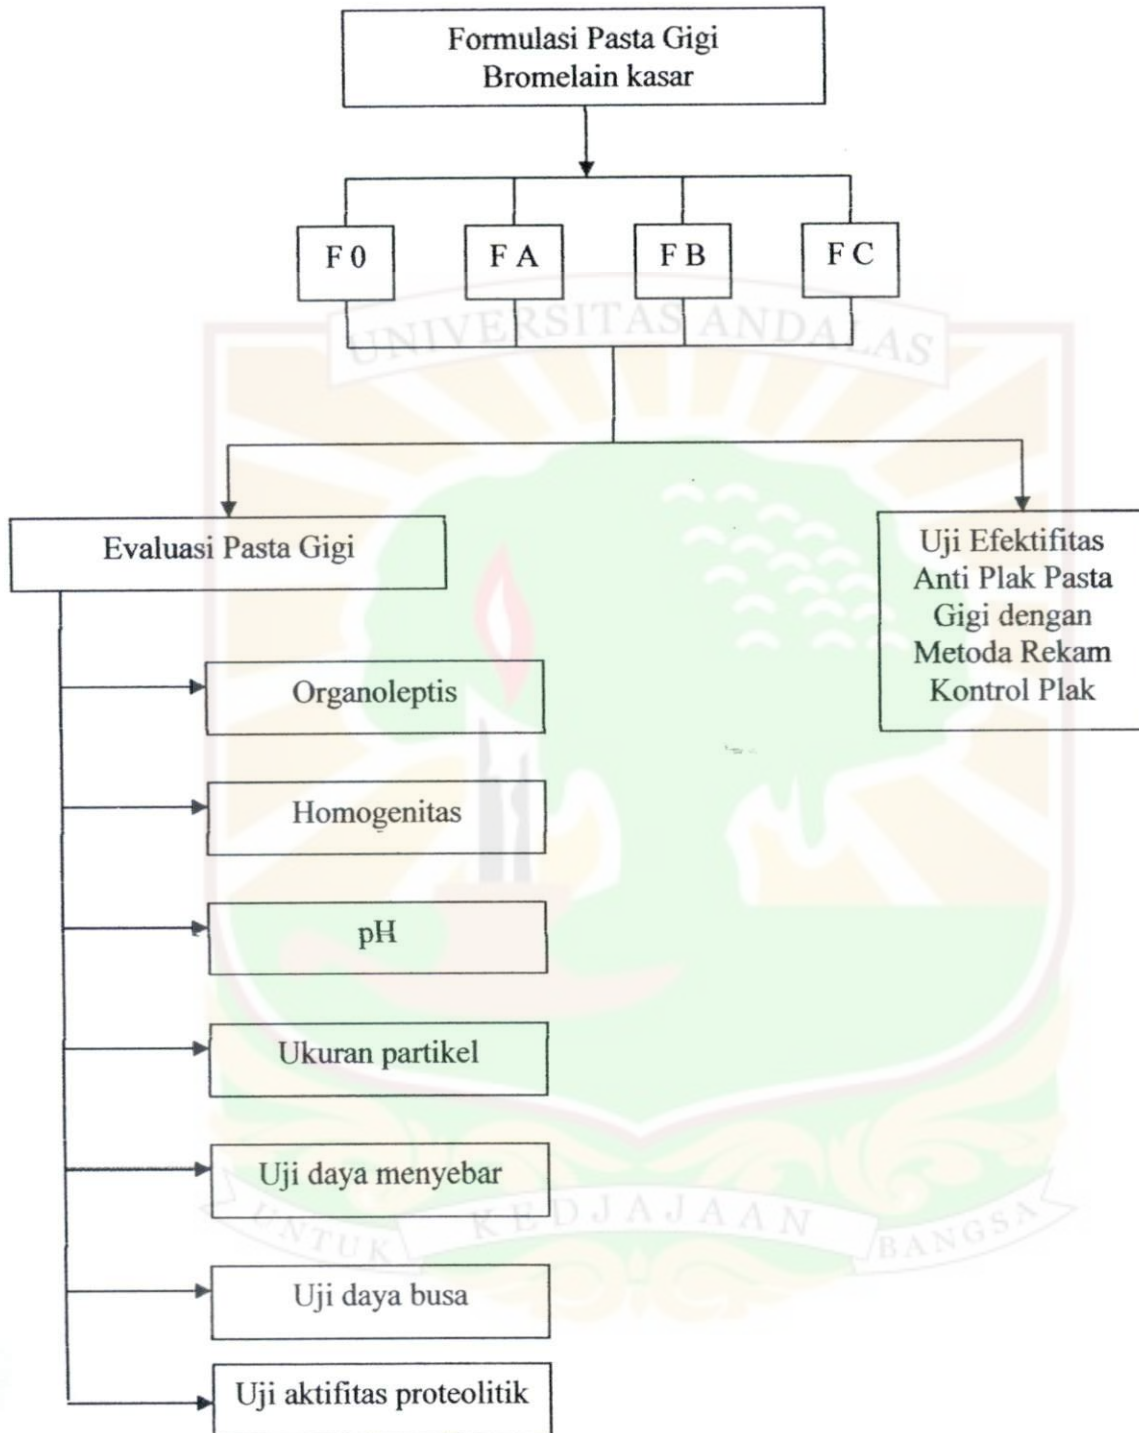 Formulasi Pasta Gigi
Bromelain kasar
F 0
F A
F B
F C
UNIVERSITAS ANDALAS
Evaluasi Pasta Gigi
Uji Efektifitas
Anti Plak Pasta
Gigi dengan
Metoda Rekam
Kontrol Plak
Organoleptis
Homogenitas
pH
Ukuran partikel
Uji daya menyebar
UNTUK KEDJAJAAN BANGSA
Uji daya busa
Uji aktifitas proteolitik